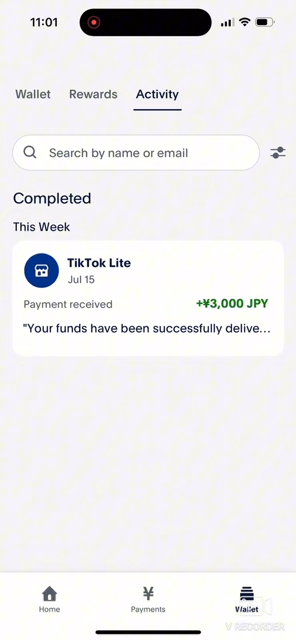 11:01
Wallet Rewards Activity
Search by name or email
Completed
This Week
TikTok Lite
Jul 15
Payment received +¥3,000 JPY
"Your funds have been successfully delive...
¥
Home Payments Wallet
V RECORDER